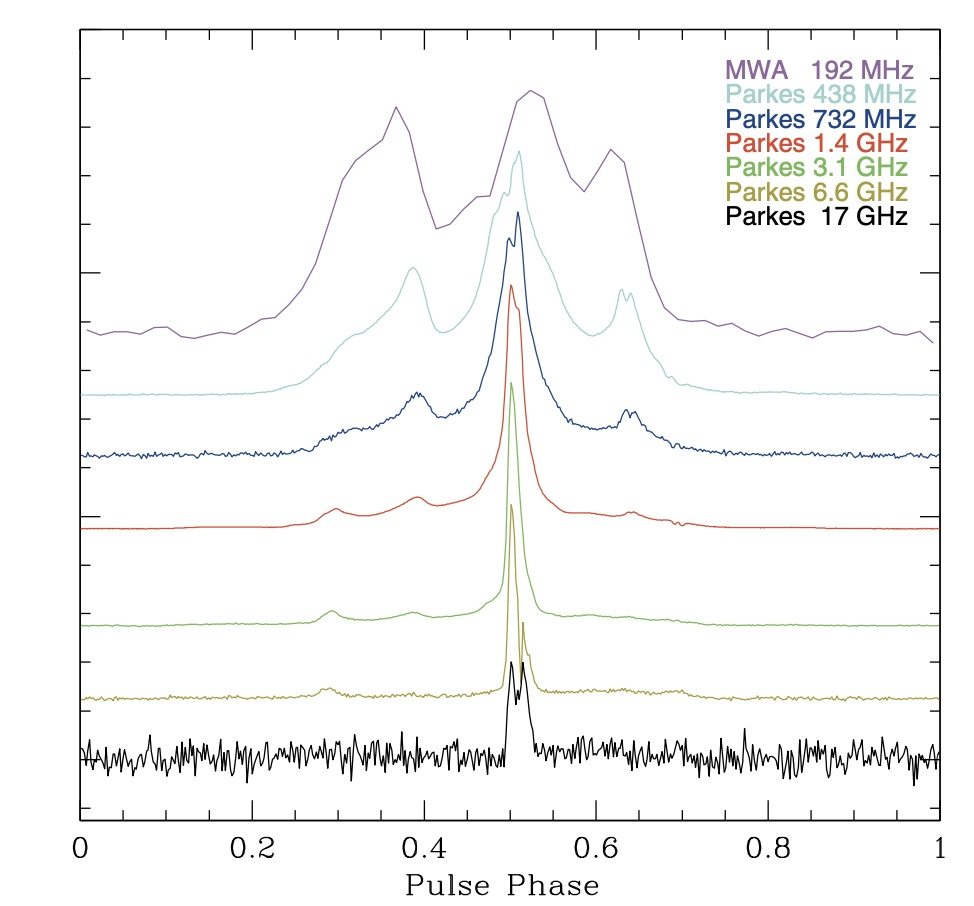 MWA 192 MHz
Parkes 438 MHz
Parkes 732 MHz
Parkes 1.4 GHz
Parkes 3.1 GHz
Parkes 6.6 GHz
Parkes 17 GHz
0 0.2 0.4 0.6 0.8 1
Pulse Phase